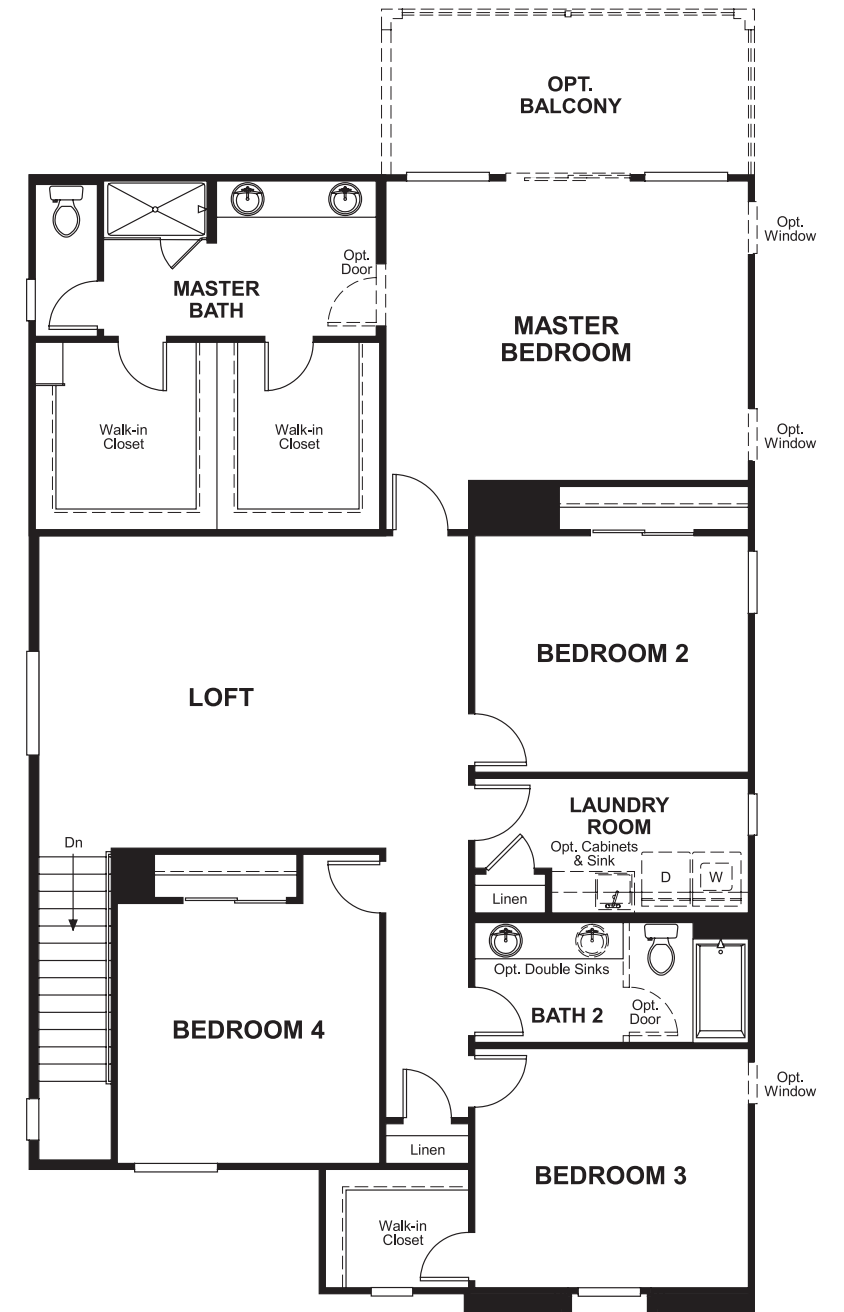 OPT.
BALCONY
Opt.
Window
Opt.
Door
MASTER
BATH
MASTER
BEDROOM
Walk-in
Closet
Walk-in
Closet
Opt.
Window
BEDROOM 2
LOFT
LAUNDRY
ROOM
Opt. Cabinets
& Sink
D
W
Dn
Linen
Opt. Double Sinks
BATH 2
Opt.
Door
BEDROOM 4
Opt.
Window
Linen
BEDROOM 3
Walk-in
Closet